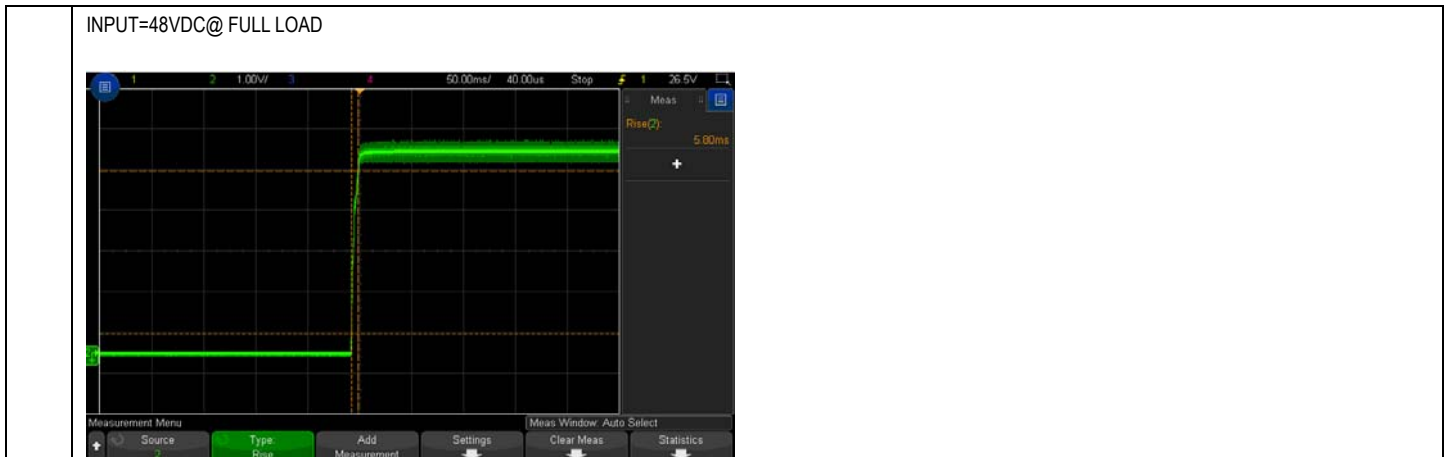 INPUT=48VDC@ FULL LOAD
1 2 1.00V/ 3 4 50.00ms/ 40.00us Stop 1 26.5V
Meas
Rise(2):
5.80ms
+
Measurement Menu Meas Window: Auto Select
Source Type: Add Settings Clear Meas Statistics
2 Rise Measurement